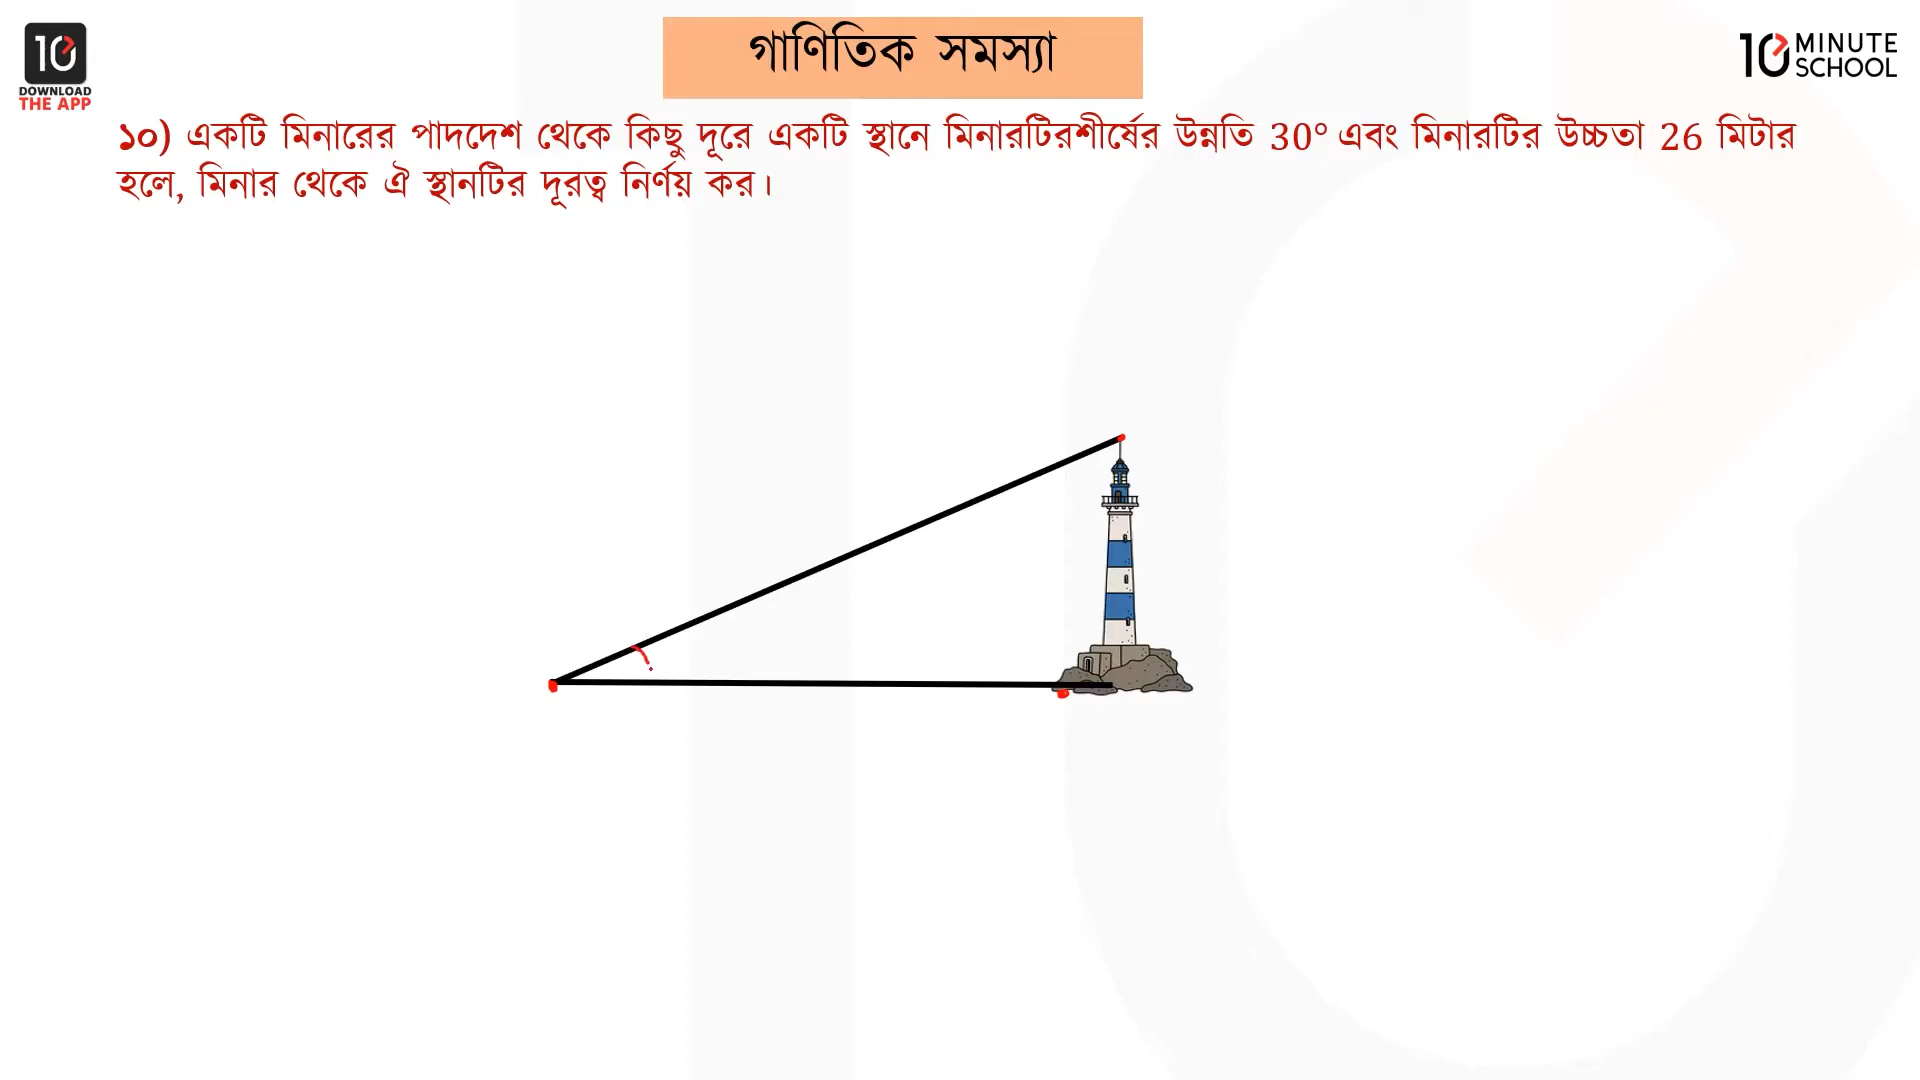 10
DOWNLOAD
THE APP
গাণিতিক সমস্যা
10 MINUTE
SCHOOL
১০) একটি মিনারের পাদদেশ থেকে কিছু দূরে একটি স্থানে মিনারটিরশীর্ষের উন্নতি 30° এবং মিনারটির উচ্চতা 26 মিটার
হলে, মিনার থেকে ঐ স্থানটির দূরত্ব নির্ণয় কর।